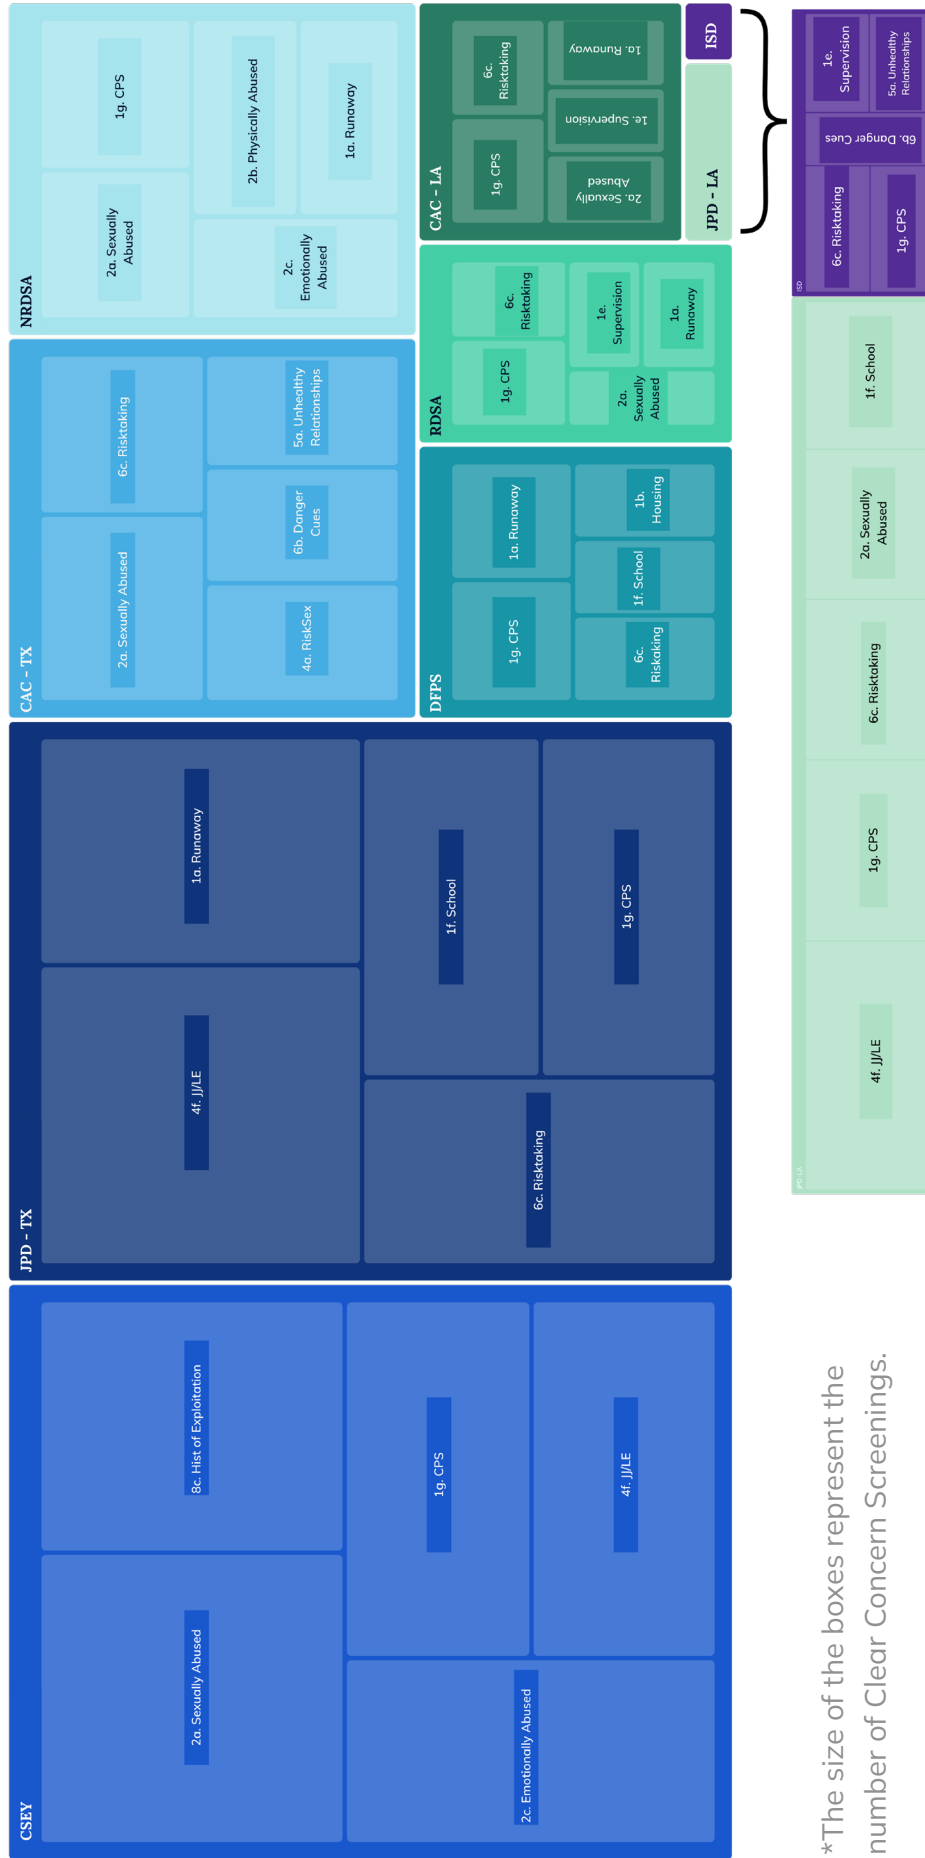 CSEY
2a. Sexually Abused
8c. Hist of Exploitation
2c. Emotionally Abused
1g. CPS
4f. JJ/LE
JPD - TX
4f. JJ/LE
1a. Runaway
6c. Risktaking
1f. School
1g. CPS
CAC - TX
2a. Sexually Abused
6c. Risktaking
4a. RiskSex
6b. Danger
Cues
5a. Unhealthy
Relationships
NRDSA
2a. Sexually
Abused
1g. CPS
2c.
Emotionally
Abused
2b. Physically Abused
1a. Runaway
DFPS
1g. CPS
1a. Runaway
6c.
Riskaking
1f. School
1b.
Housing
RDSA
1g. CPS
6c.
Risktaking
2a.
Sexually
Abused
1e.
Supervision
1a.
Runaway
CAC - LA
1g. CPS
6c.
Risktaking
2a. Sexually
Abused
1e. Supervision
1a. Runaway
JPD - LA
ISD
JPD-LA
4f. JJ/LE
1g. CPS
6c. Risktaking
2a. Sexually
Abused
1f. School
ISD
6c. Risktaking
1g. CPS
6b. Danger Cues
1e.
Supervision
5a. Unhealthy
Relationships
*The size of the boxes represent the
number of Clear Concern Screenings.